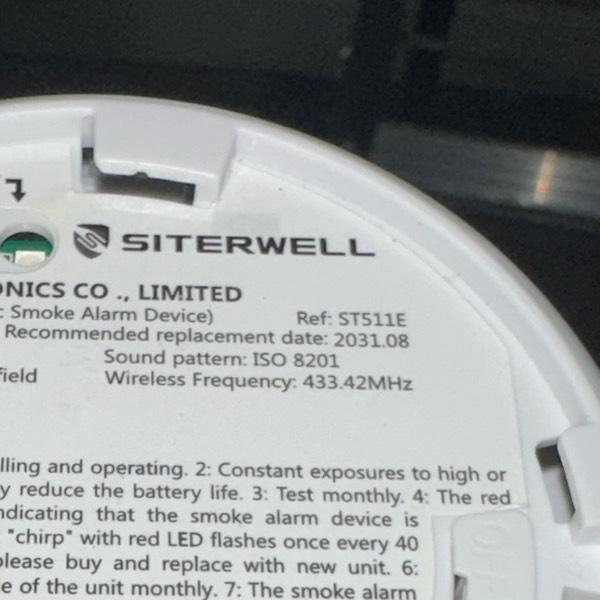 SITERWELL
ONICS CO ., LIMITED
: Smoke Alarm Device) Ref: ST511E
Recommended replacement date: 2031.08
Sound pattern: ISO 8201
field Wireless Frequency: 433.42MHz
lling and operating. 2: Constant exposures to high or
y reduce the battery life. 3: Test monthly. 4: The red
ndicating that the smoke alarm device is
"chirp" with red LED flashes once every 40
please buy and replace with new unit. 6:
e of the unit monthly. 7: The smoke alarm